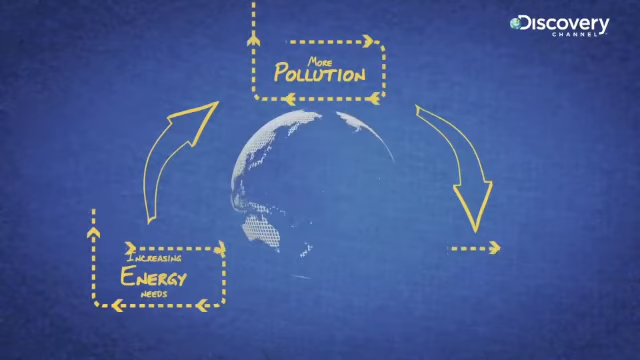 Discovery
CHANNEL
MORE
POLLUTION
INCREASING
ENERGY
NEEDS